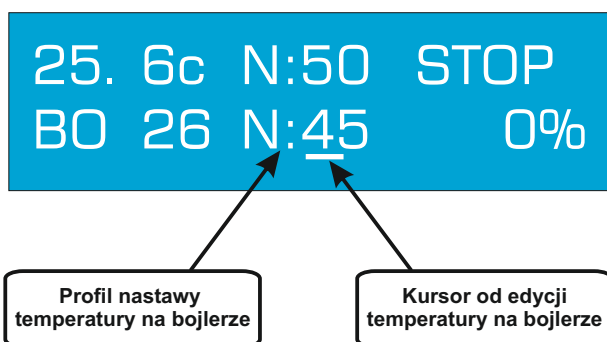 25. 6c N:50 STOP
BO 26 N:45 0%
Profil nastawy
temperatury na bojlerze
Kursor od edycji
temperatury na bojlerze